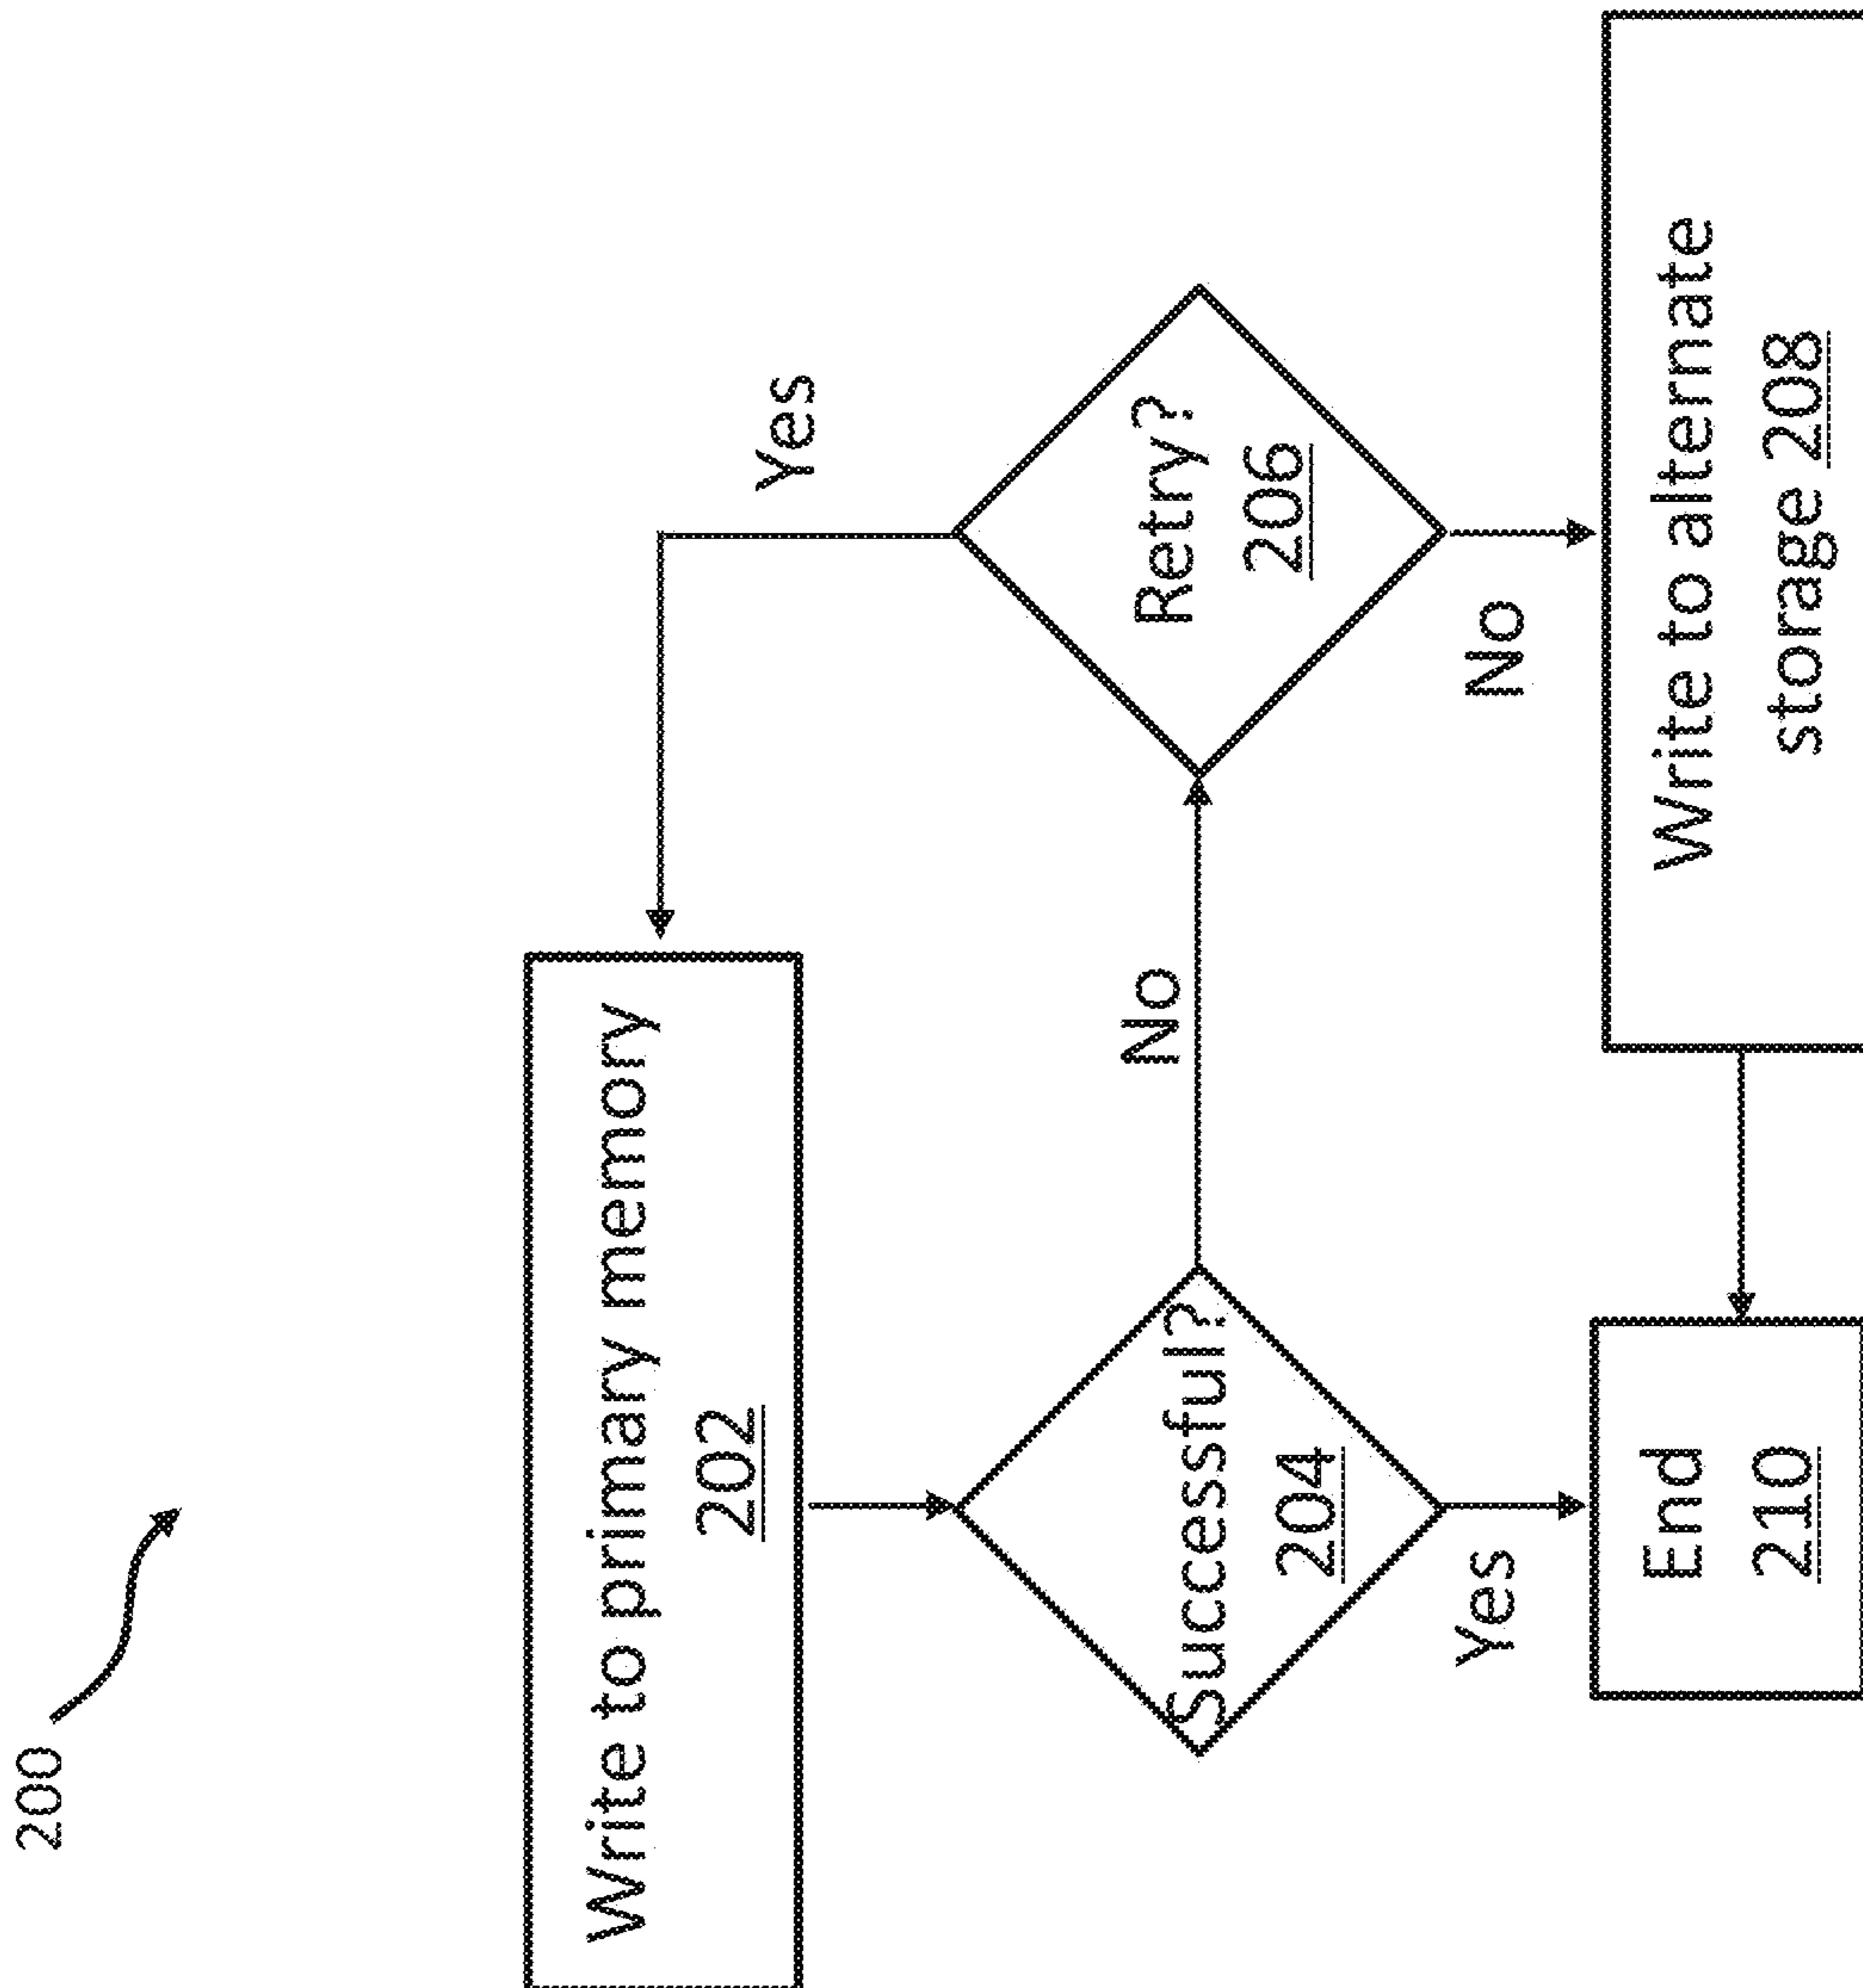 200
Write to primary memory
202
Yes
Successful?
204
No
Retry?
206
Yes
No
End
210
Write to alternate
storage 208